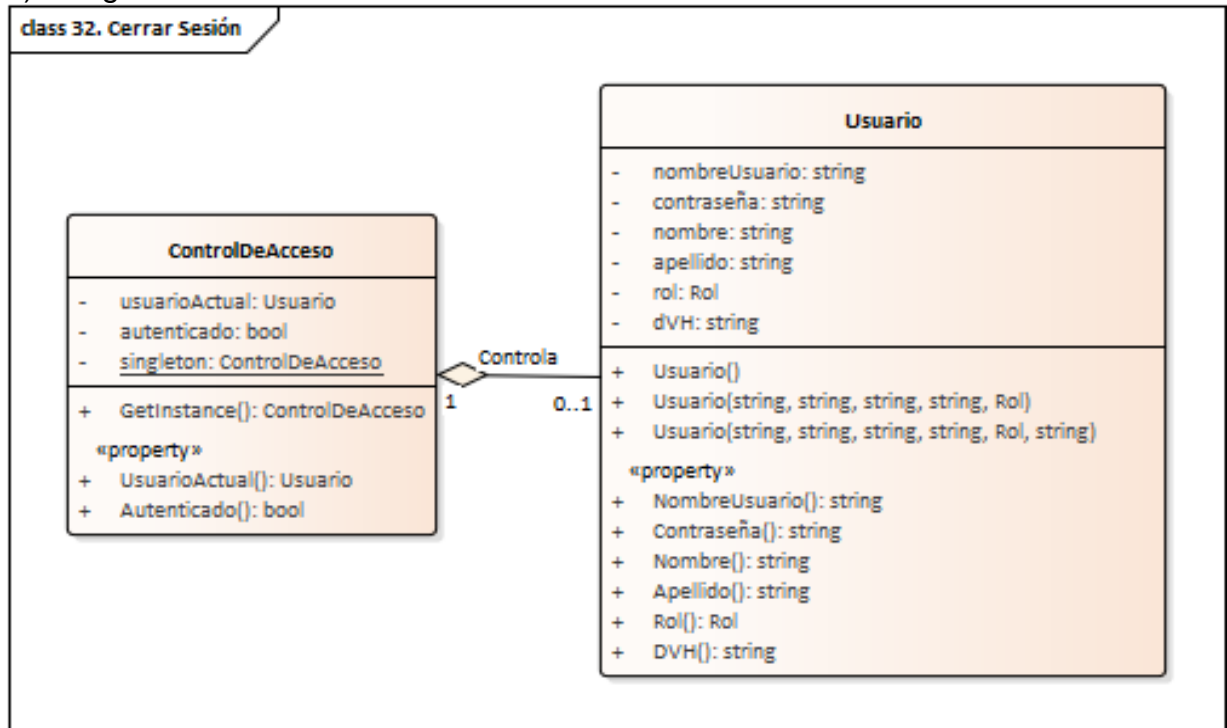 class 32. Cerrar Sesión
ControlDeAcceso
- usuarioActual: Usuario
- autenticado: bool
- singleton: ControlDeAcceso
+ GetInstance(): ControlDeAcceso
«property»
+ UsuarioActual(): Usuario
+ Autenticado(): bool
Controla
1
0..1
Usuario
- nombreUsuario: string
- contraseña: string
- nombre: string
- apellido: string
- rol: Rol
- dVH: string
+ Usuario()
+ Usuario(string, string, string, string, Rol)
+ Usuario(string, string, string, string, Rol, string)
«property»
+ NombreUsuario(): string
+ Contraseña(): string
+ Nombre(): string
+ Apellido(): string
+ Rol(): Rol
+ DVH(): string